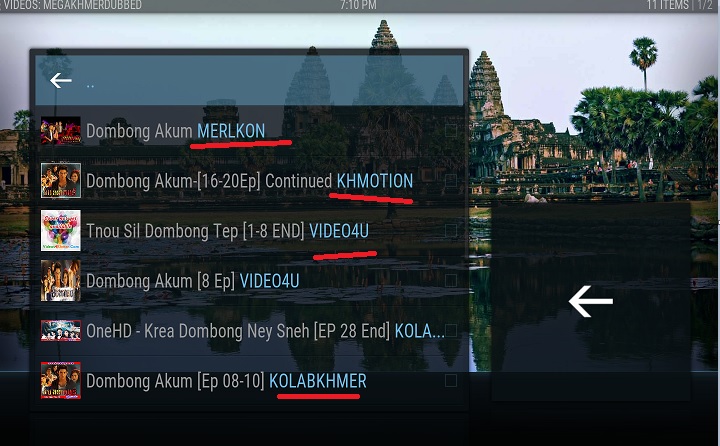 VIDEOS: MEGAKHMERDUBBED
7:10 PM
11 ITEMS | 1/2
..
Dombong Akum MERLKON
Dombong Akum-[16-20Ep] Continued KHMOTION
Tnou Sil Dombong Tep [1-8 END] VIDEO4U
Dombong Akum [8 Ep] VIDEO4U
OneHD - Krea Dombong Ney Sneh [EP 28 End] KOLA...
Dombong Akum [Ep 08-10] KOLABKHMER